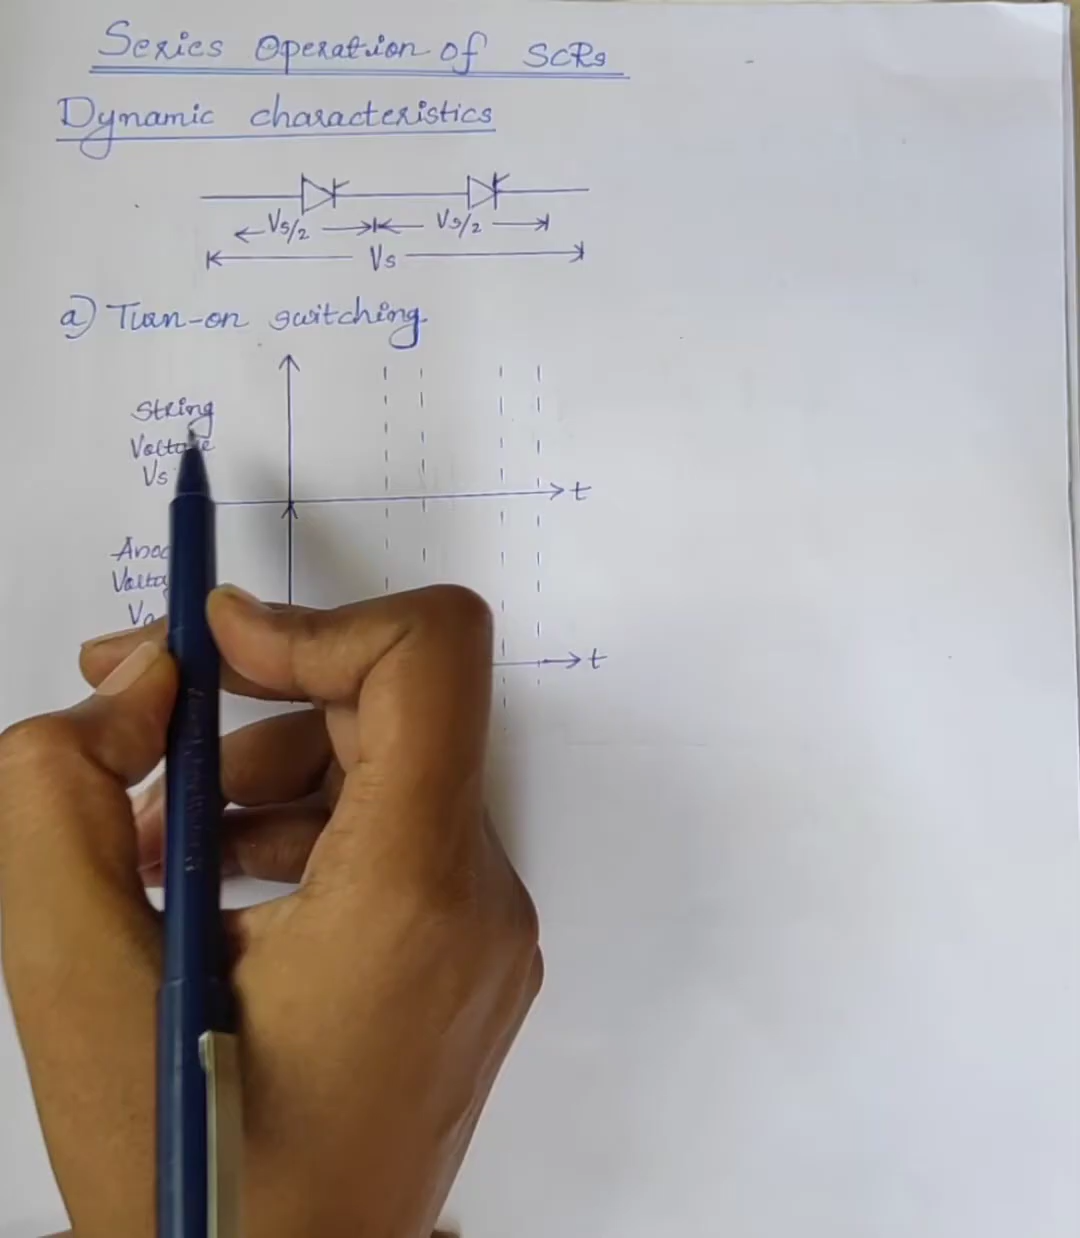 Series Operation of SCRs
Dynamic characteristics
Vs/2 Vs/2
Vs
a) Turn-on switching.
String
Voltage
Vs
t
t